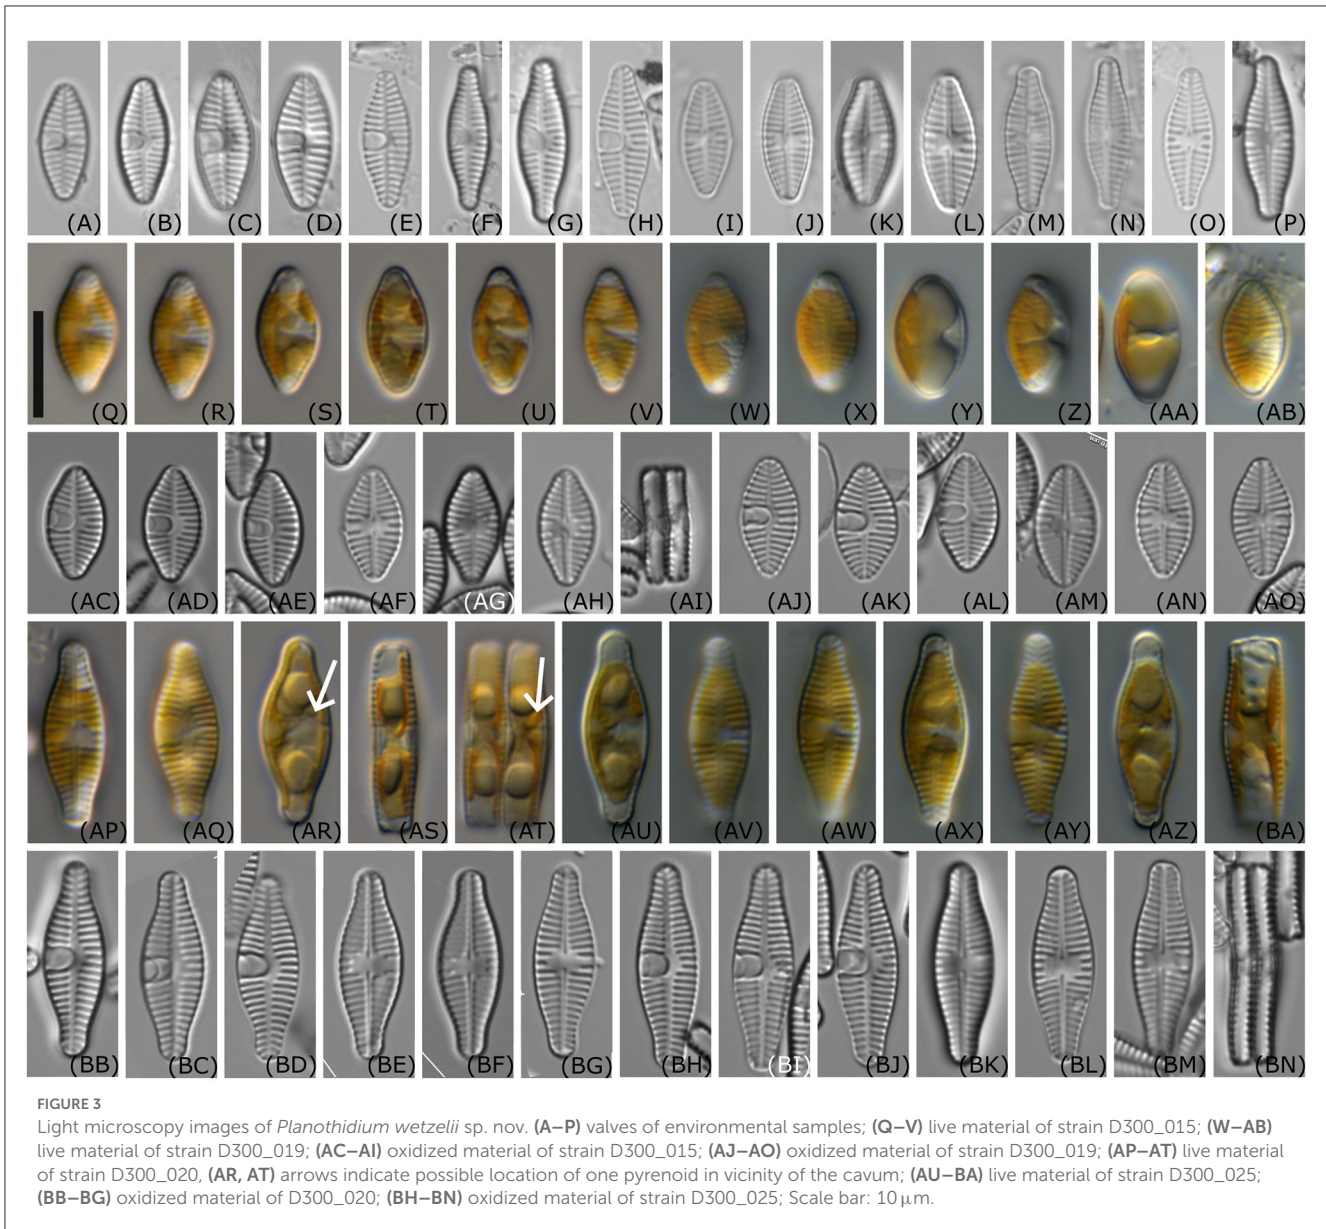 (A) (B) (C) (D) (E) (F) (G) (H) (I) (J) (K) (L) (M) (N) (O) (P)
(Q) (R) (S) (T) (U) (V) (W) (X) (Y) (Z) (AA) (AB)
(AC) (AD) (AE) (AF) (AG) (AH) (AI) (AJ) (AK) (AL) (AM) (AN) (AO)
(AP) (AQ) (AR) (AS) (AT) (AU) (AV) (AW) (AX) (AY) (AZ) (BA)
(BB) (BC) (BD) (BE) (BF) (BG) (BH) (BI) (BJ) (BK) (BL) (BM) (BN)
FIGURE 3
Light microscopy images of Planothidium wetzelii sp. nov. (A–P) valves of environmental samples; (Q–V) live material of strain D300_015; (W–AB)
live material of strain D300_019; (AC–AI) oxidized material of strain D300_015; (AJ–AO) oxidized material of strain D300_019; (AP–AT) live material
of strain D300_020, (AR, AT) arrows indicate possible location of one pyrenoid in vicinity of the cavum; (AU–BA) live material of strain D300_025;
(BB–BG) oxidized material of D300_020; (BH–BN) oxidized material of strain D300_025; Scale bar: 10 μm.